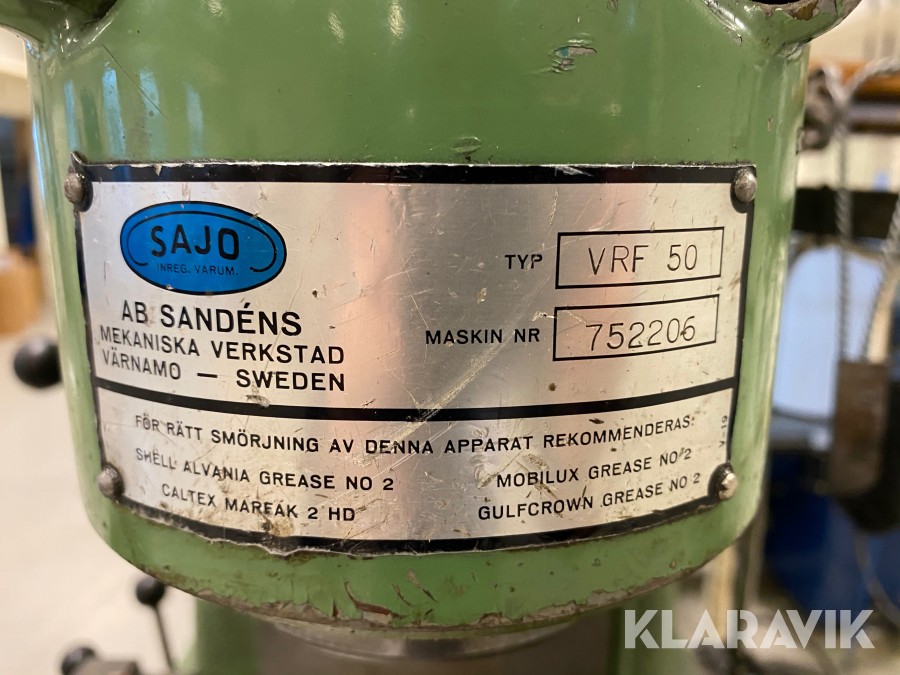 SAJO
INREG. VARUM.
AB SANDÉNS
MEKANISKA VERKSTAD
VÄRNAMO — SWEDEN
TYP VRF 50
MASKIN NR 752206
FÖR RÄTT SMÖRJNING AV DENNA APPARAT REKOMMENDERAS:
SHELL ALVANIA GREASE NO 2
CALTEX MARFAK 2 HD
MOBILUX GREASE NO 2
GULFCROWN GREASE NO 2
KLARAVIK